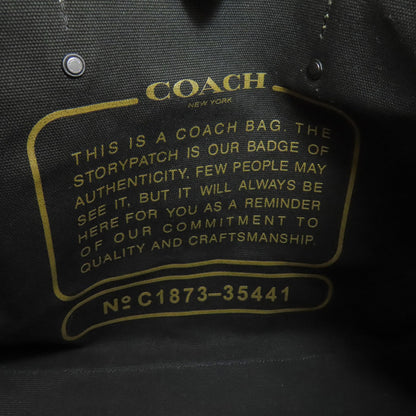 COACH
NEW YORK
THIS IS A COACH BAG. THE
STORYPATCH IS OUR BADGE OF
AUTHENTICITY. FEW PEOPLE MAY
SEE IT, BUT IT WILL ALWAYS BE
HERE FOR YOU AS A REMINDER
OF OUR COMMITMENT TO
QUALITY AND CRAFTSMANSHIP.
Nº C1873–35441